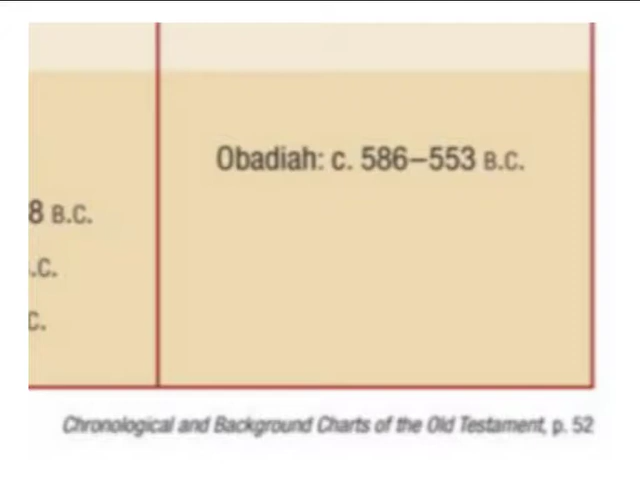 Obadiah: c. 586–553 B.C.
8 B.C.
.C.
C.
Chronological and Background Charts of the Old Testament, p. 52